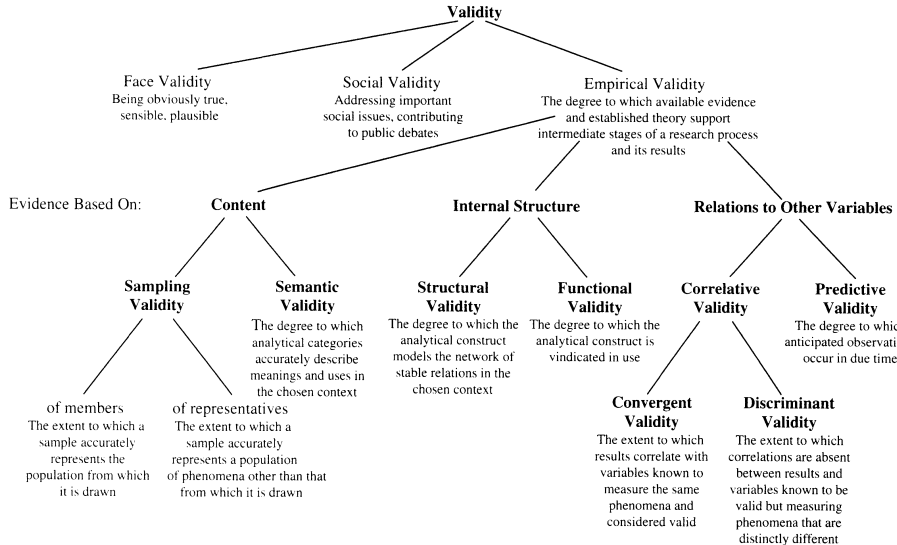 Validity
Face Validity
Being obviously true,
sensible, plausible
Social Validity
Addressing important
social issues, contributing
to public debates
Empirical Validity
The degree to which available evidence
and established theory support
intermediate stages of a research process
and its results
Evidence Based On:
Content
Internal Structure
Relations to Other Variables
Sampling
Validity
Semantic
Validity
The degree to which
analytical categories
accurately describe
meanings and uses in
the chosen context
Structural
Validity
The degree to which the
analytical construct
models the network of
stable relations in the
chosen context
Functional
Validity
The degree to which the
analytical construct is
vindicated in use
Correlative
Validity
Predictive
Validity
The degree to
anticipated
occur in due time
of members
The extent to which a
sample accurately
represents the
population from which
it is drawn
of representatives
The extent to which a
sample accurately
represents a population
of phenomena other than that
from which it is drawn
Convergent
Validity
The extent to which
results correlate with
variables known to
measure the same
phenomena and
considered valid
Discriminant
Validity
The extent to which
correlations are absent
between results and
variables known to be
valid but measuring
phenomena that are
distinctly different